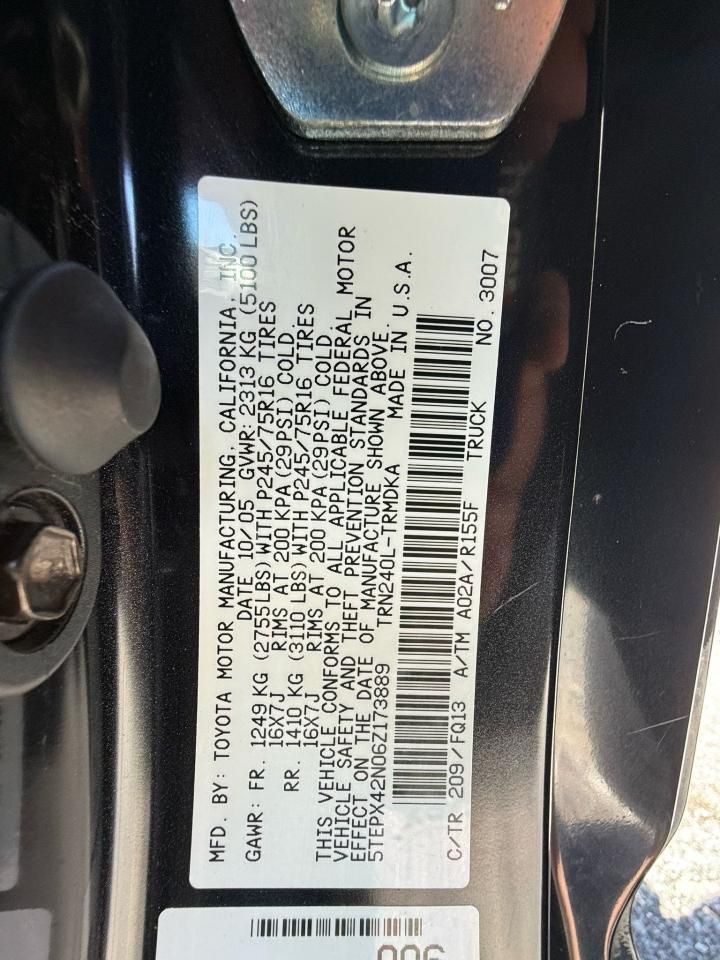 MFD. BY: TOYOTA MOTOR MANUFACTURING, CALIFORNIA, INC.
DATE 10/05 GVWR: 2313 KG (5100 LBS)
GAWR: FR. 1249 KG (2755 LBS) WITH P245/75R16 TIRES
16X7J RIMS AT 200 KPA (29 PSI) COLD.
RR. 1410 KG (3110 LBS) WITH P245/75R16 TIRES
16X7J RIMS AT 200 KPA (29 PSI) COLD.
THIS VEHICLE CONFORMS TO ALL APPLICABLE FEDERAL MOTOR
VEHICLE SAFETY AND THEFT PREVENTION STANDARDS IN
EFFECT ON THE DATE OF MANUFACTURE SHOWN ABOVE.
5TEPX42N06Z173889 TRN240L-TRMDKA MADE IN U.S.A.
C/TR 209/FQ13 A/TM A02A/R155F TRUCK NO. 3007